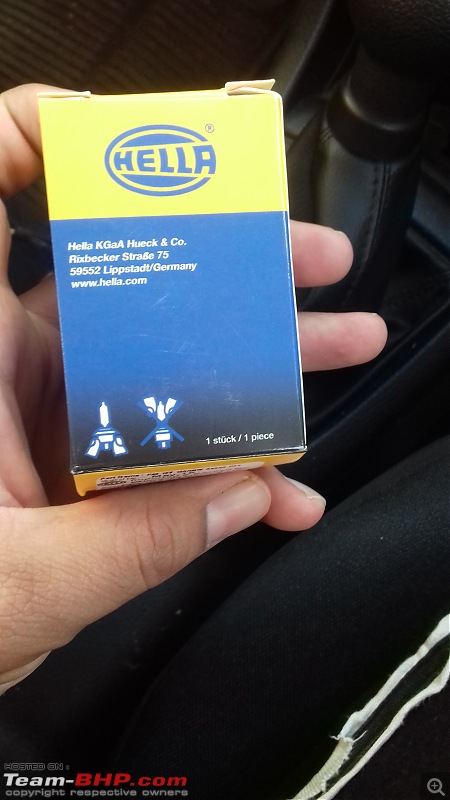 HELLA®
Hella KGaA Hueck & Co.
Rixbecker Straße 75
59552 Lippstadt/Germany
www.hella.com
1 stück / 1 piece
HOSTED ON :
Team-BHP.com
copyright respective owners